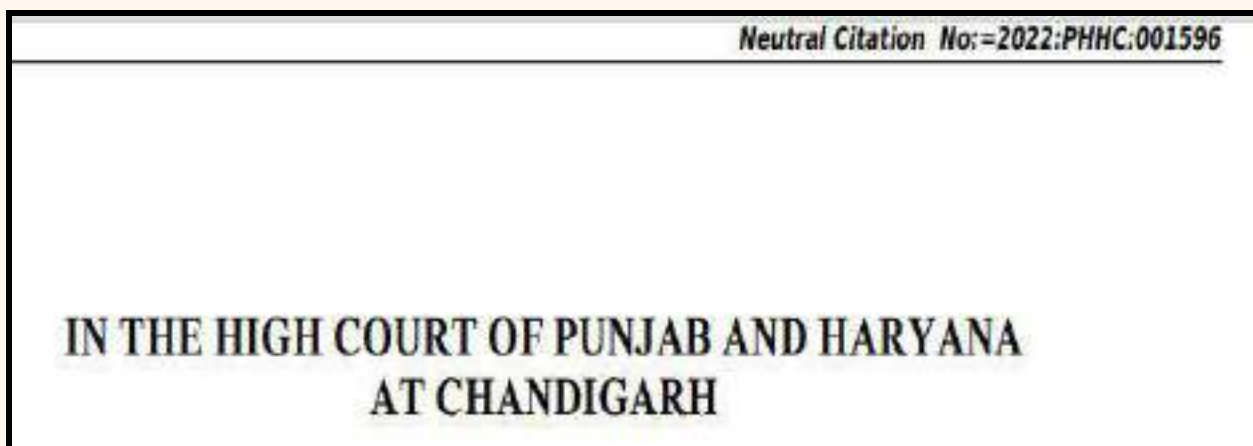 Neutral Citation No:=2022:PHHC:001596
IN THE HIGH COURT OF PUNJAB AND HARYANA
AT CHANDIGARH